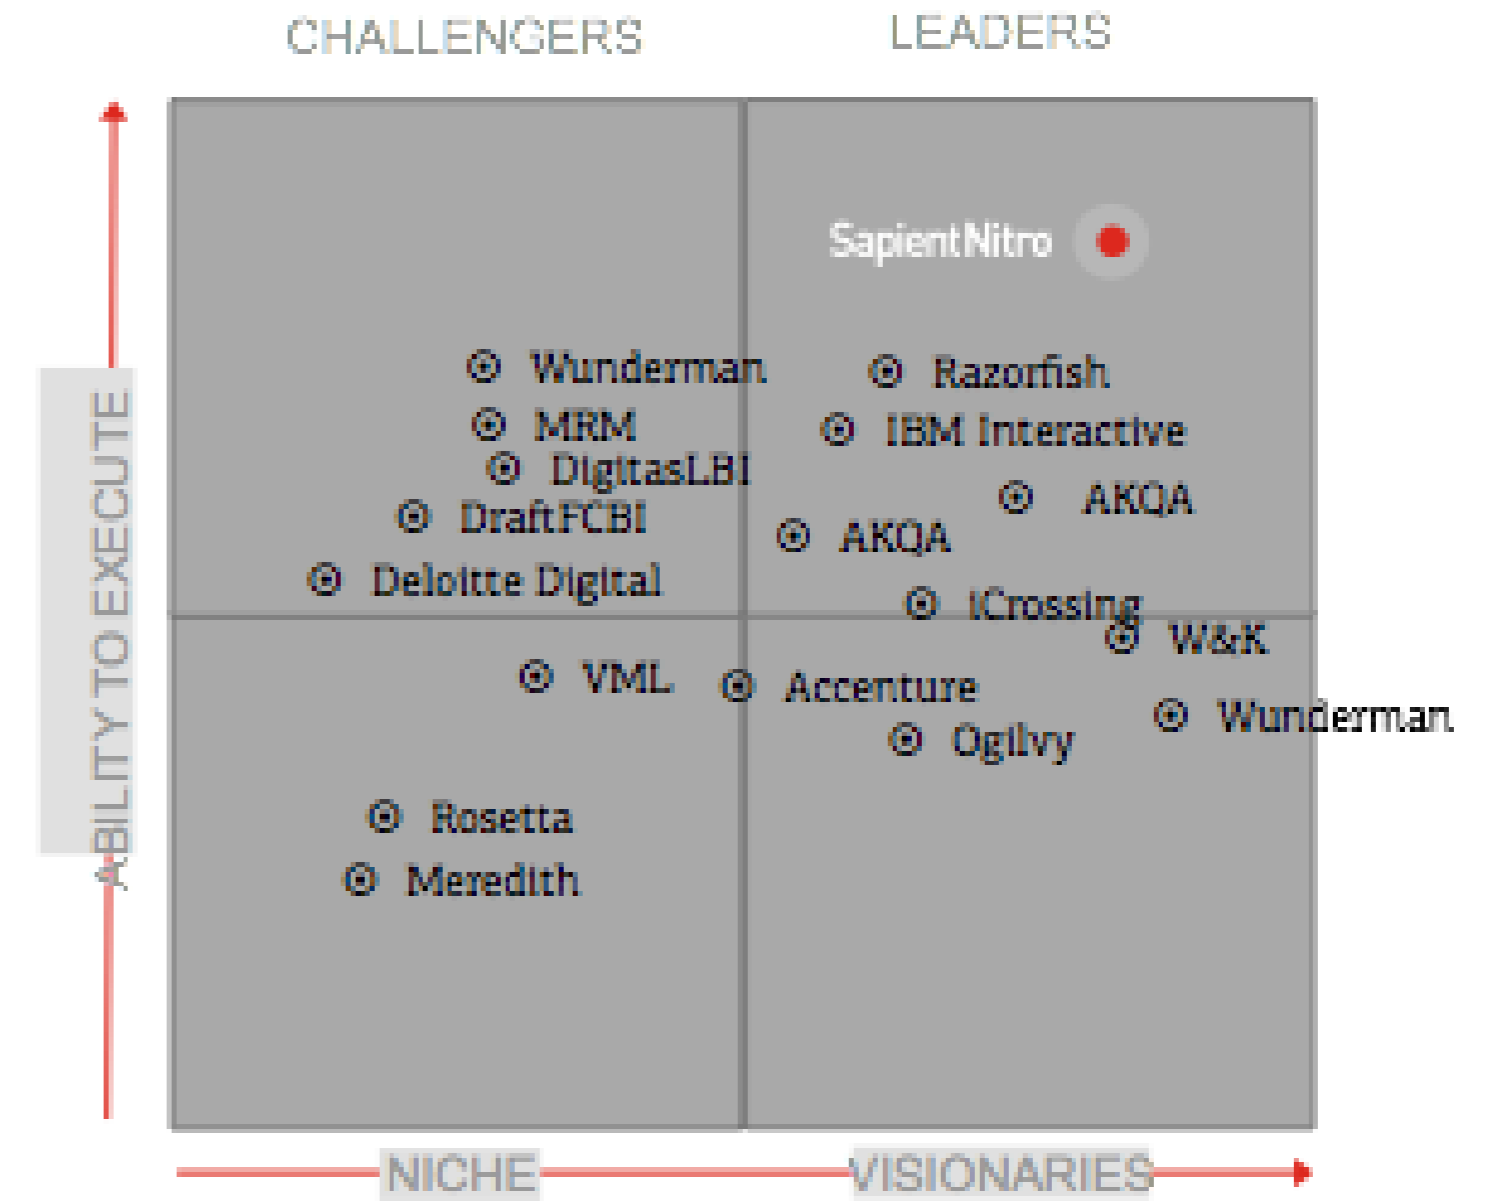 CHALLENGERS
LEADERS
SapientNitro
Wunderman
Razorfish
MRM
IBM Interactive
DigitasLBI
AKQA
DraftFCBI
AKQA
Deloitte Digital
iCrossing
W&K
VML
Accenture
Wunderman
Ogilvy
Rosetta
Meredith
ABILITY TO EXECUTE
NICHE
VISIONARIES